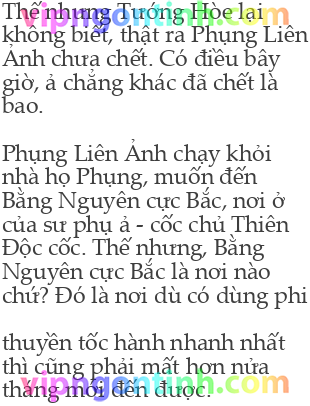 Thế nhưng Tưởng Hòe lại
không biết, thật ra Phụng Liên
Ảnh chưa chết. Có điều bây
giờ, ả chẳng khác đã chết là
bao.
Phụng Liên Ảnh chạy khỏi
nhà họ Phụng, muốn đến
Bằng Nguyên cực Bắc, nơi ở
của sư phụ ả - cốc chủ Thiên
Độc cốc. Thế nhưng, Bằng
Nguyên cực Bắc là nơi nào
chứ? Đó là nơi dù có dùng phi
thuyền tốc hành nhanh nhất
thì cũng phải mất hơn nửa
tháng mới đến được.
vipngontinh.com
vipngontinh.com